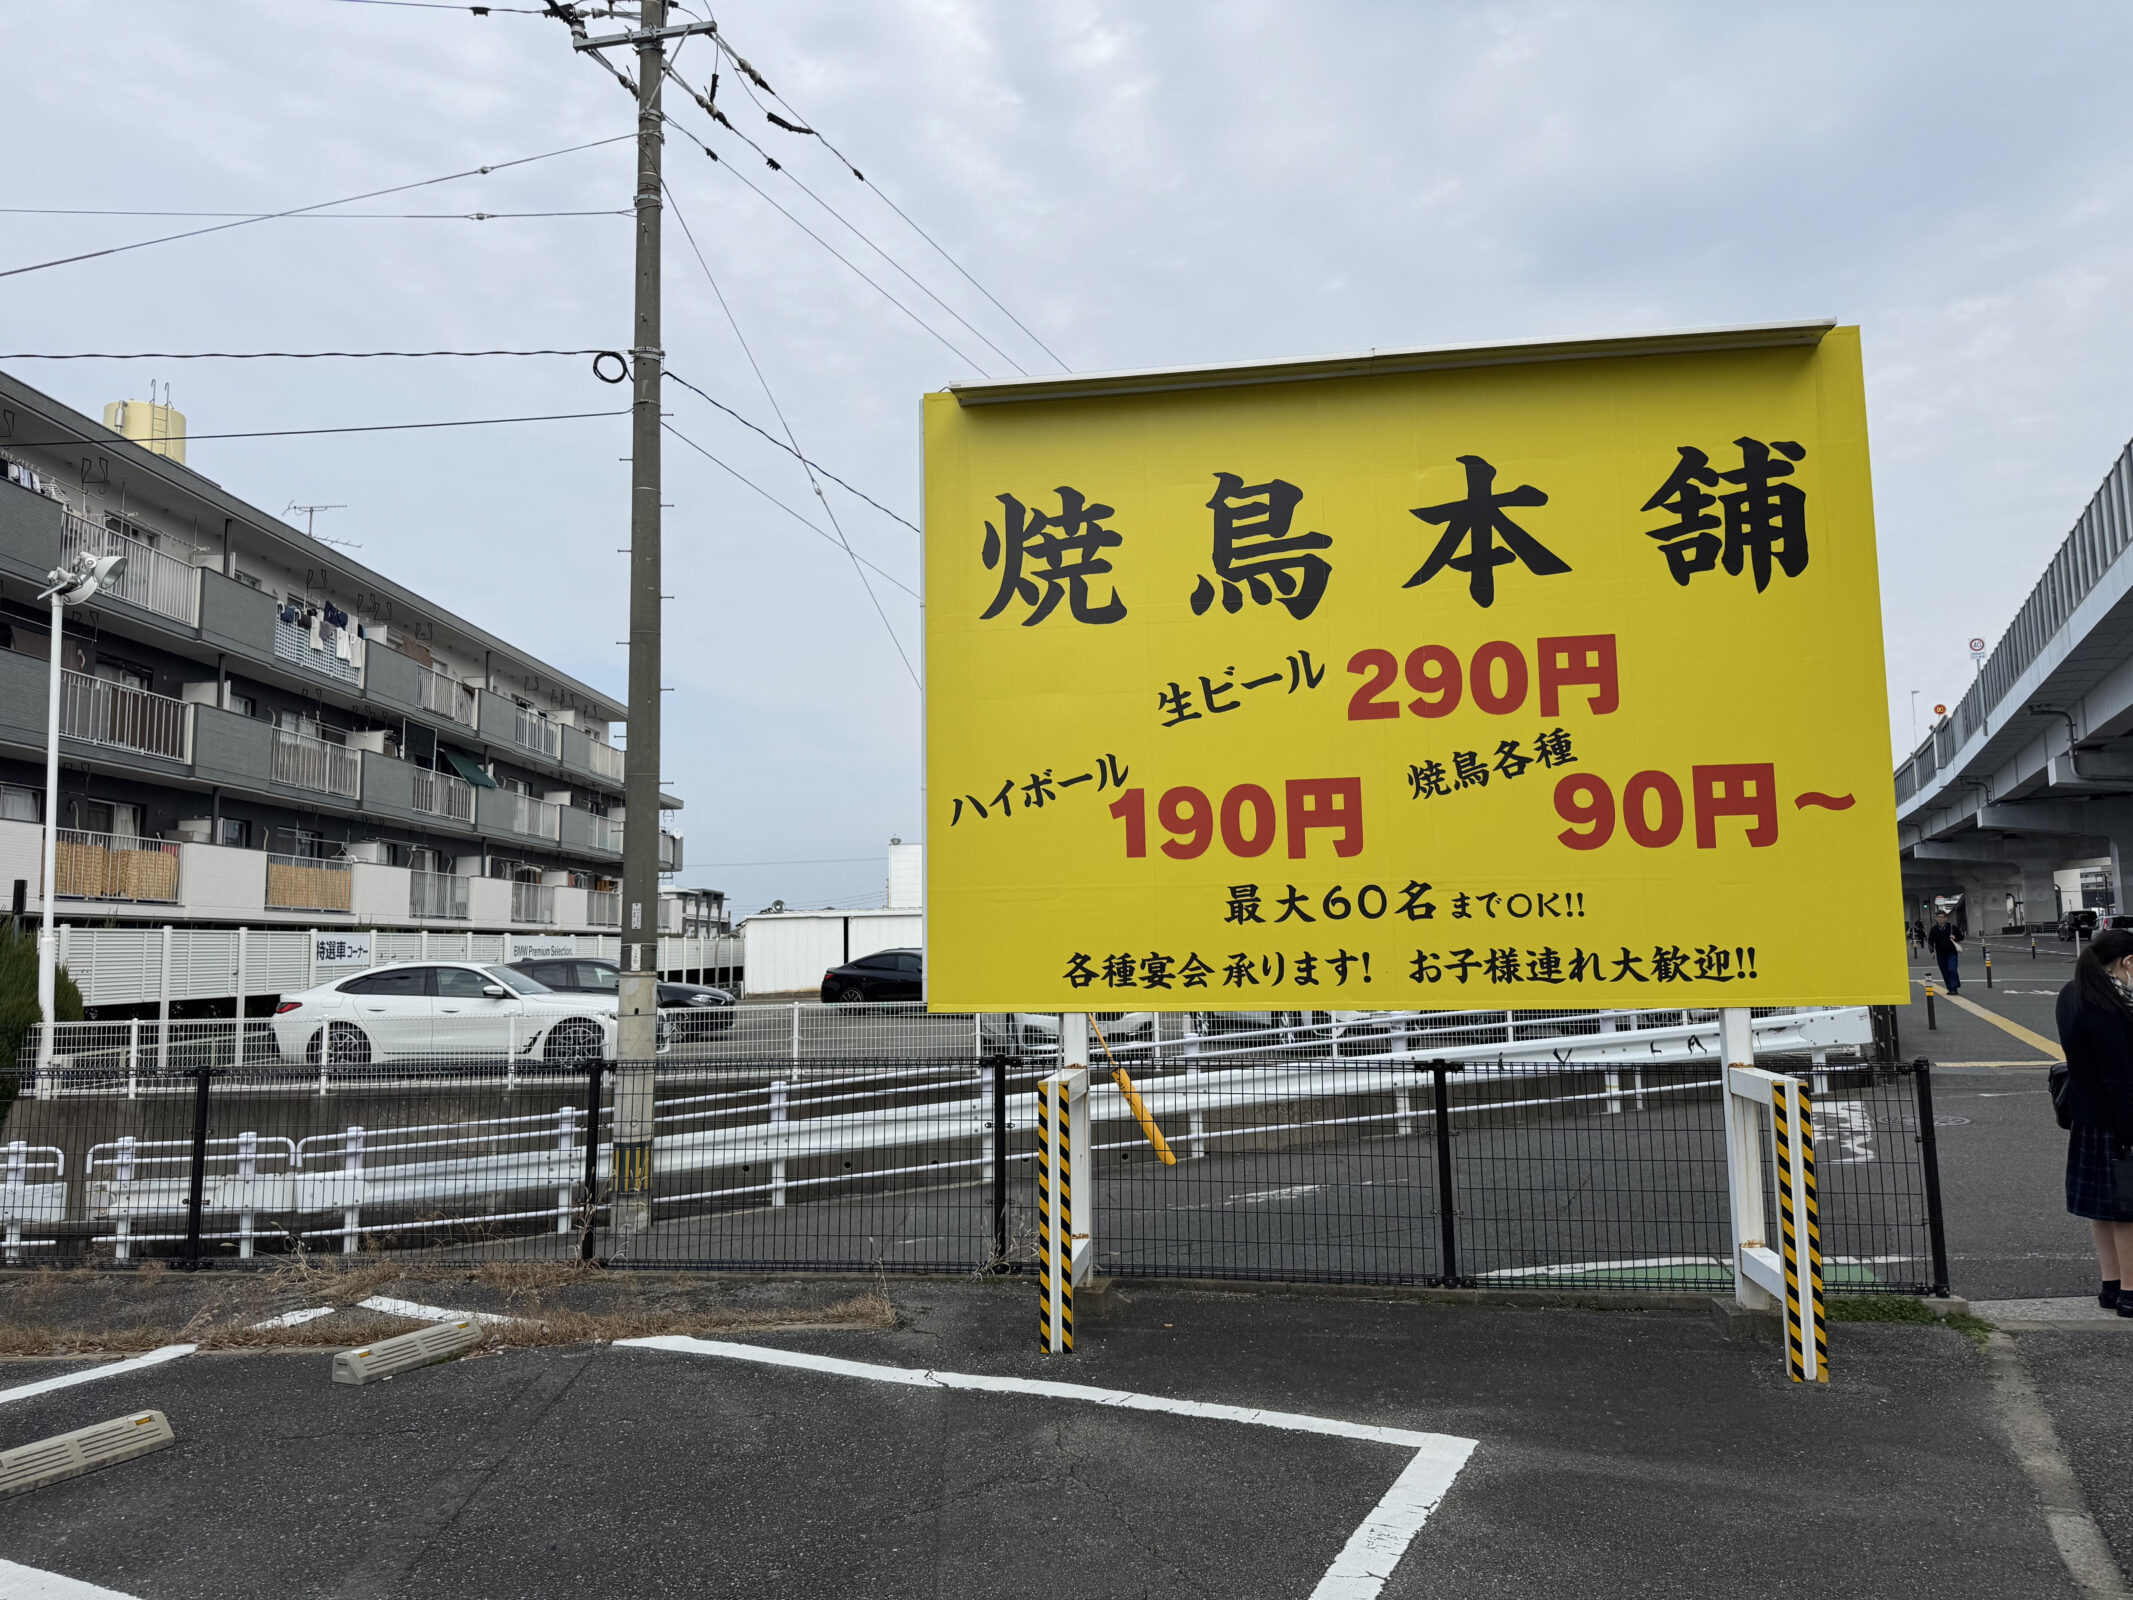 焼鳥本舗
生ビール 290円
ハイボール 190円
焼鳥各種 90円～
最大60名までOK!!
各種宴会承ります! お子様連れ大歓迎!!
特選車コーナー
BMW Premium Selection